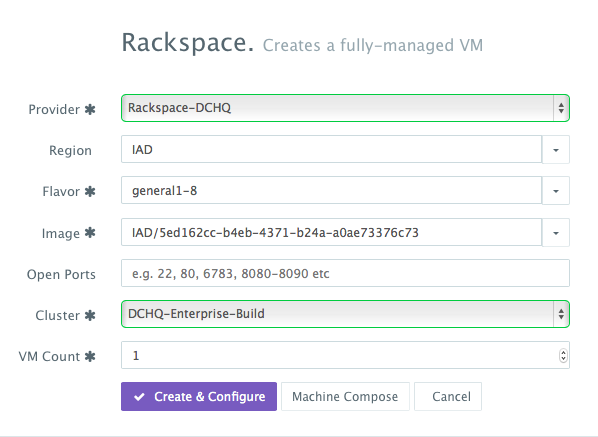 Rackspace. Creates a fully-managed VM
Provider ✱ Rackspace-DCHQ
Region IAD
Flavor ✱ general1-8
Image ✱ IAD/5ed162cc-b4eb-4371-b24a-a0ae73376c73
Open Ports e.g. 22, 80, 6783, 8080-8090 etc
Cluster ✱ DCHQ-Enterprise-Build
VM Count ✱ 1
Create & Configure Machine Compose Cancel